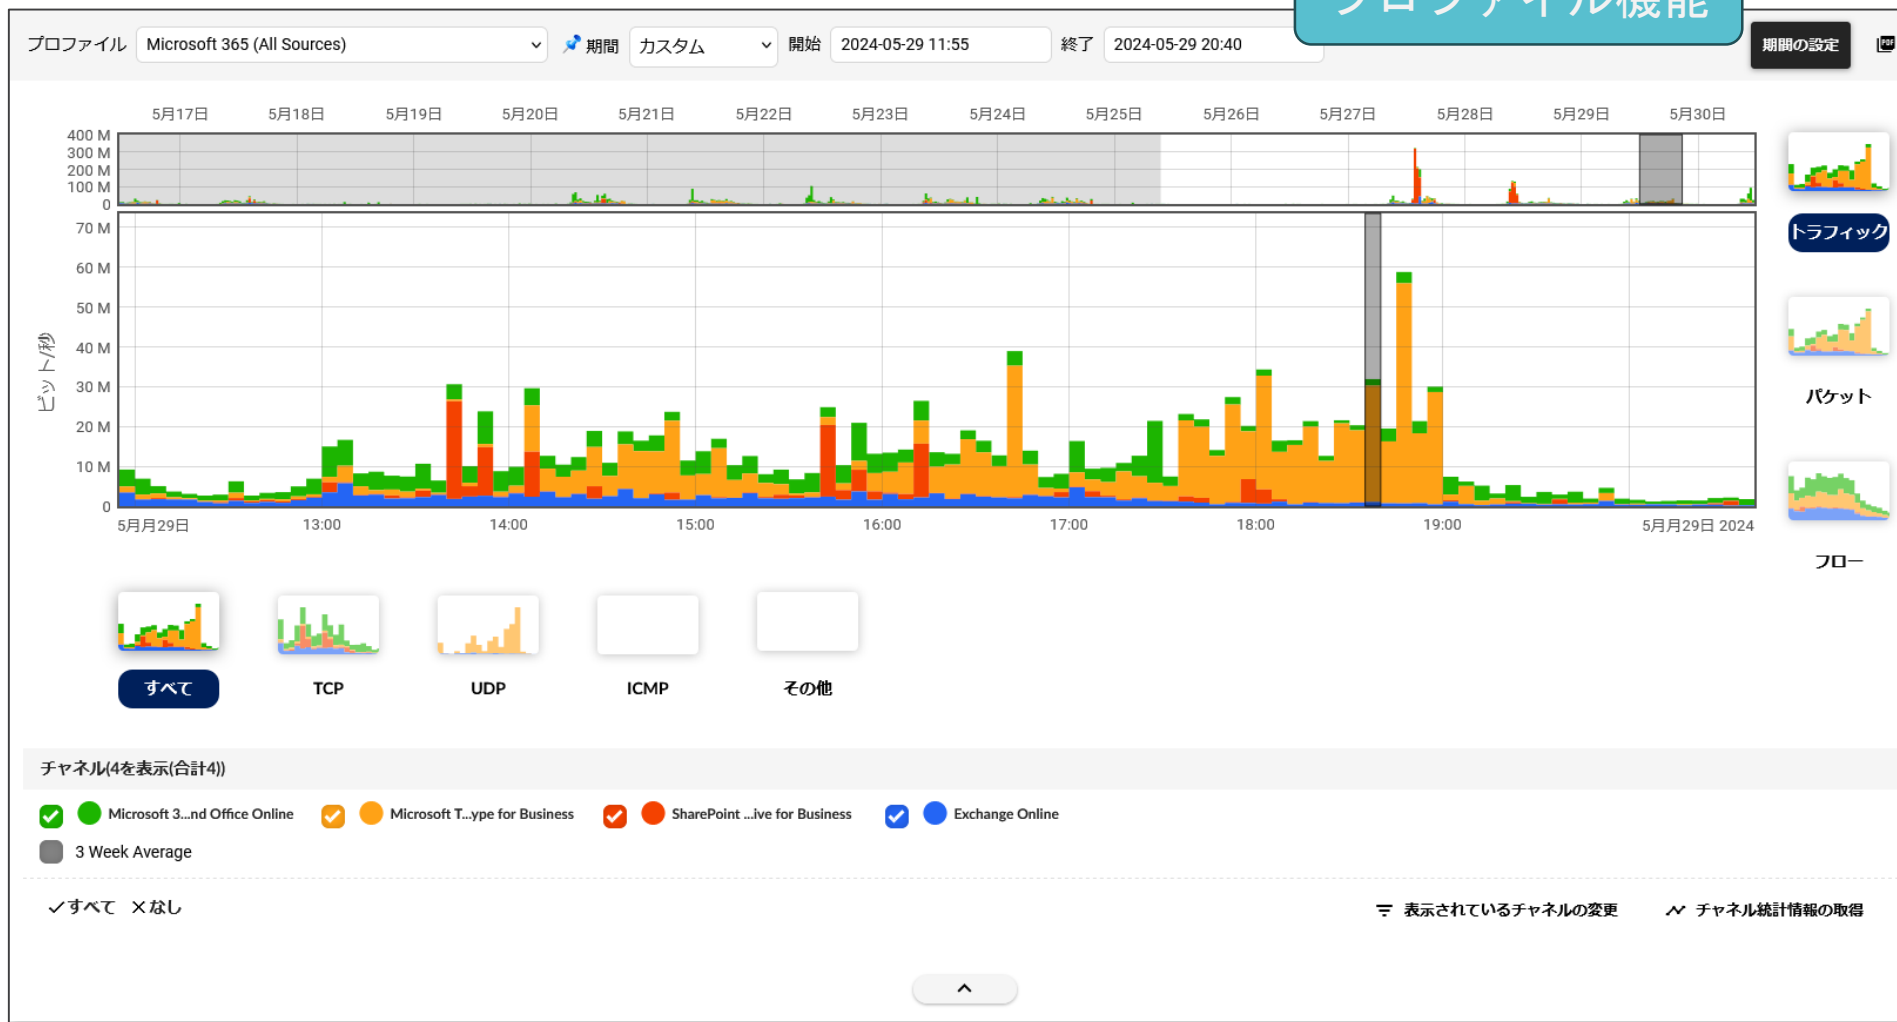 プロファイル機能
プロファイル Microsoft 365 (All Sources) 期間 カスタム 開始 2024-05-29 11:55 終了 2024-05-29 20:40 期間の設定 PDF
5月17日 5月18日 5月19日 5月20日 5月21日 5月22日 5月23日 5月24日 5月25日 5月26日 5月27日 5月28日 5月29日 5月30日
400 M
300 M
200 M
100 M
0
トラフィック
パケット
フロー
ビット/秒
70 M
60 M
50 M
40 M
30 M
20 M
10 M
0
5月月29日 13:00 14:00 15:00 16:00 17:00 18:00 19:00 5月月29日 2024
すべて TCP UDP ICMP その他
チャネル(4を表示(合計4))
Microsoft 3...nd Office Online Microsoft T...ype for Business SharePoint ...ive for Business Exchange Online
3 Week Average
すべて なし 表示されているチャネルの変更 チャネル統計情報の取得